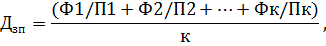 Дзп = (Ф1/П1 + Ф2/П2 + ⋯ + Фк/Пк) / к ,